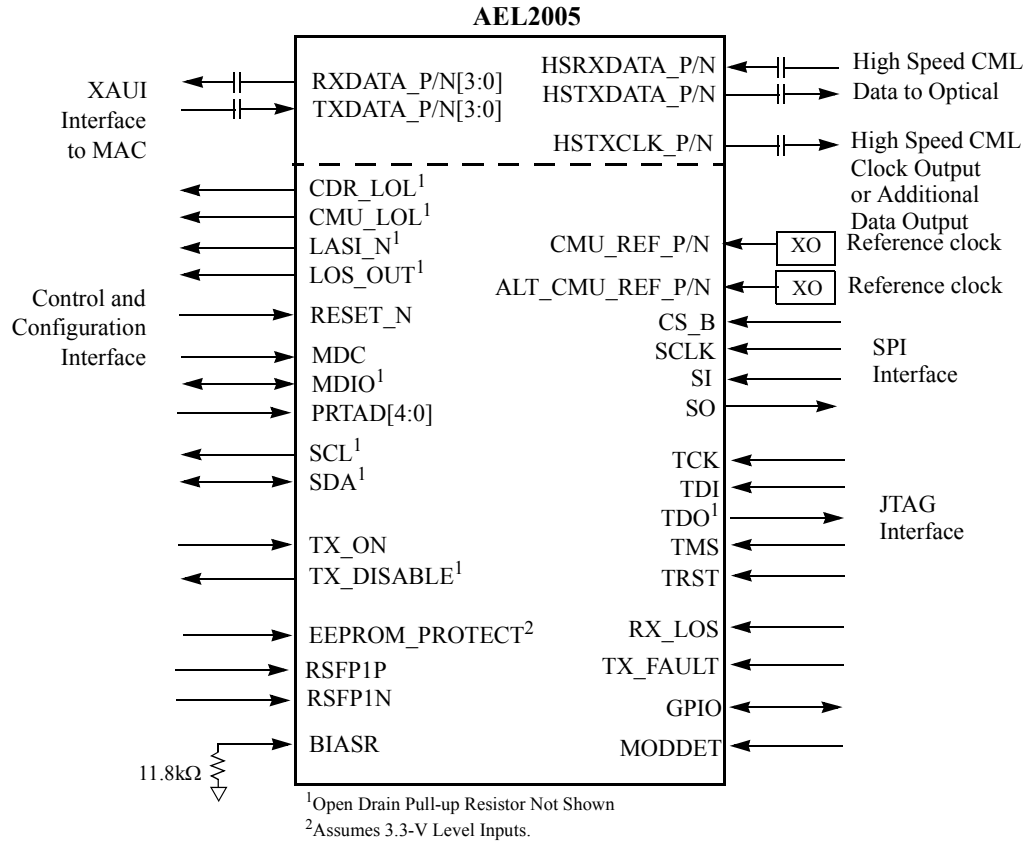 AEL2005
XAUI
Interface
to MAC
RXDATA_P/N[3:0]
TXDATA_P/N[3:0]
HSRXDATA_P/N
HSTXDATA_P/N
HSTXCLK_P/N
High Speed CML
Data to Optical
High Speed CML
Clock Output
or Additional
Data Output
Control and
Configuration
Interface
CDR_LOL1
CMU_LOL1
LASI_N1
LOS_OUT1
RESET_N
MDC
MDIO1
PRTAD[4:0]
SCL1
SDA1
TX_ON
TX_DISABLE1
EEPROM_PROTECT2
RSFP1P
RSFP1N
BIASR
11.8kΩ
CMU_REF_P/N
XO
Reference clock
ALT_CMU_REF_P/N
XO
Reference clock
CS_B
SCLK
SI
SO
SPI
Interface
TCK
TDI
TDO1
TMS
TRST
JTAG
Interface
RX_LOS
TX_FAULT
GPIO
MODDET
1Open Drain Pull-up Resistor Not Shown
2Assumes 3.3-V Level Inputs.